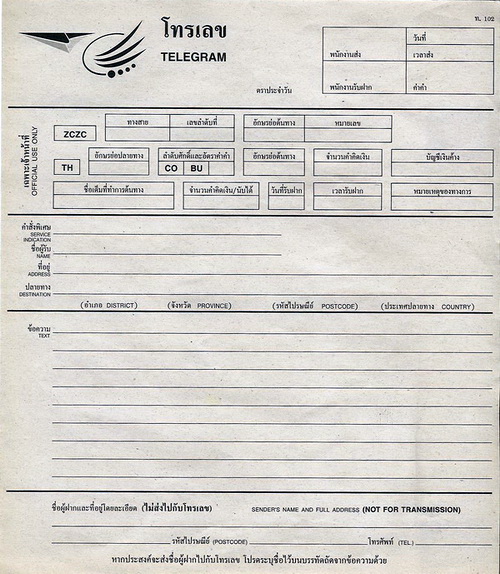 ท. 102
โทรเลข
TELEGRAM
ตราประจำวัน
วันที่
พนักงานส่ง เวลาส่ง
พนักงานรับฝาก ค่าคำ
เฉพาะเจ้าหน้าที่
OFFICIAL USE ONLY
ZCZC ทางสาย เลขลำดับที่ อักษรย่อต้นทาง หมายเลข
TH อักษรย่อปลายทาง ลำดับศักดิ์และอัตราค่าคำ CO BU อักษรย่อต้นทาง จำนวนคำคิดเงิน บัญชีเงินค้าง
ชื่อเต็มที่ทำการต้นทาง จำนวนคำคิดเงิน/นับได้ วันที่รับฝาก เวลารับฝาก หมายเหตุของทางการ
คำสั่งพิเศษ
SERVICE
INDICATION
ชื่อผู้รับ
NAME
ที่อยู่
ADDRESS
ปลายทาง
DESTINATION
(อำเภอ DISTRICT) (จังหวัด PROVINCE) (รหัสไปรษณีย์ POSTCODE) (ประเทศปลายทาง COUNTRY)
ข้อความ
TEXT
ชื่อผู้ฝากและที่อยู่โดยละเอียด (ไม่ส่งไปกับโทรเลข) SENDER'S NAME AND FULL ADDRESS (NOT FOR TRANSMISSION)
รหัสไปรษณีย์ (POSTCODE) โทรศัพท์ (TEL.)
หากประสงค์จะส่งชื่อผู้ฝากไปกับโทรเลข โปรดระบุชื่อไว้บนบรรทัดถัดจากข้อความด้วย